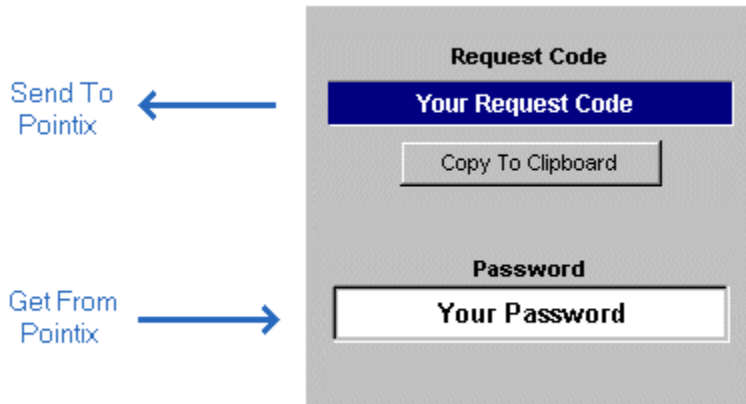 Request Code
Send To
Pointix
Your Request Code
Copy To Clipboard
Password
Get From
Pointix
Your Password